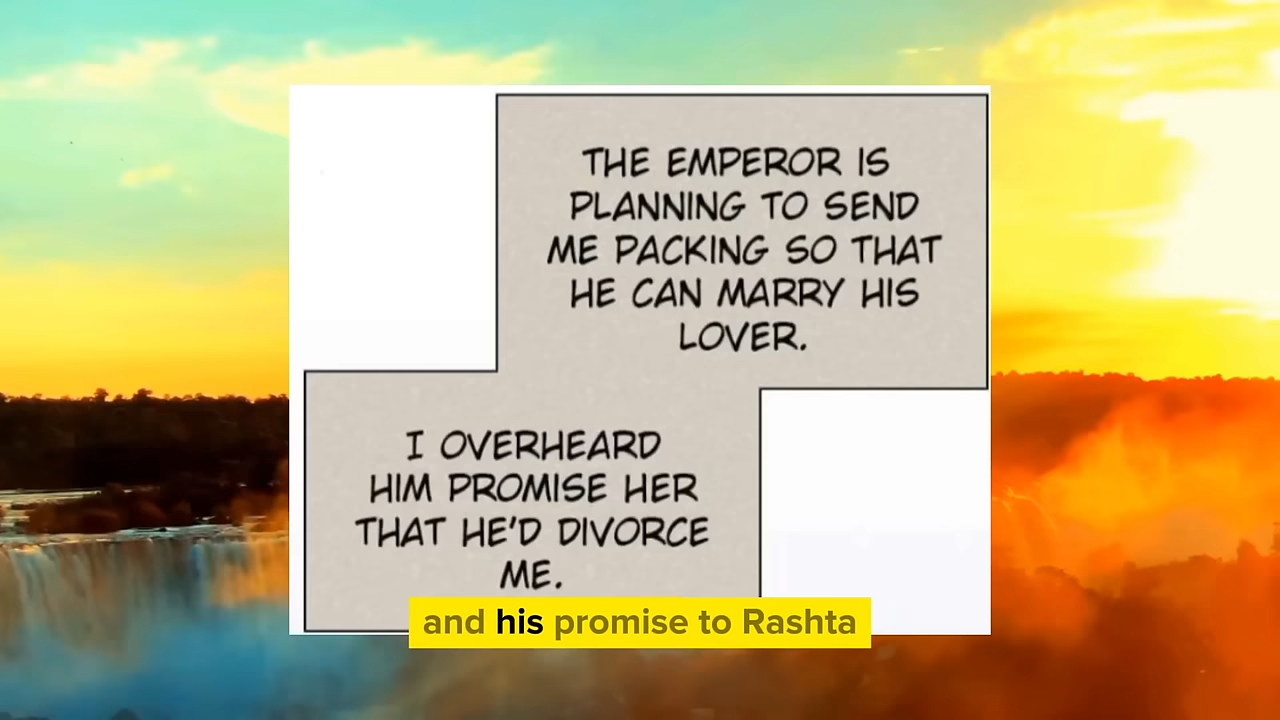 THE EMPEROR IS
PLANNING TO SEND
ME PACKING SO THAT
HE CAN MARRY HIS
LOVER.
I OVERHEARD
HIM PROMISE HER
THAT HE'D DIVORCE
ME.
and his promise to Rashta